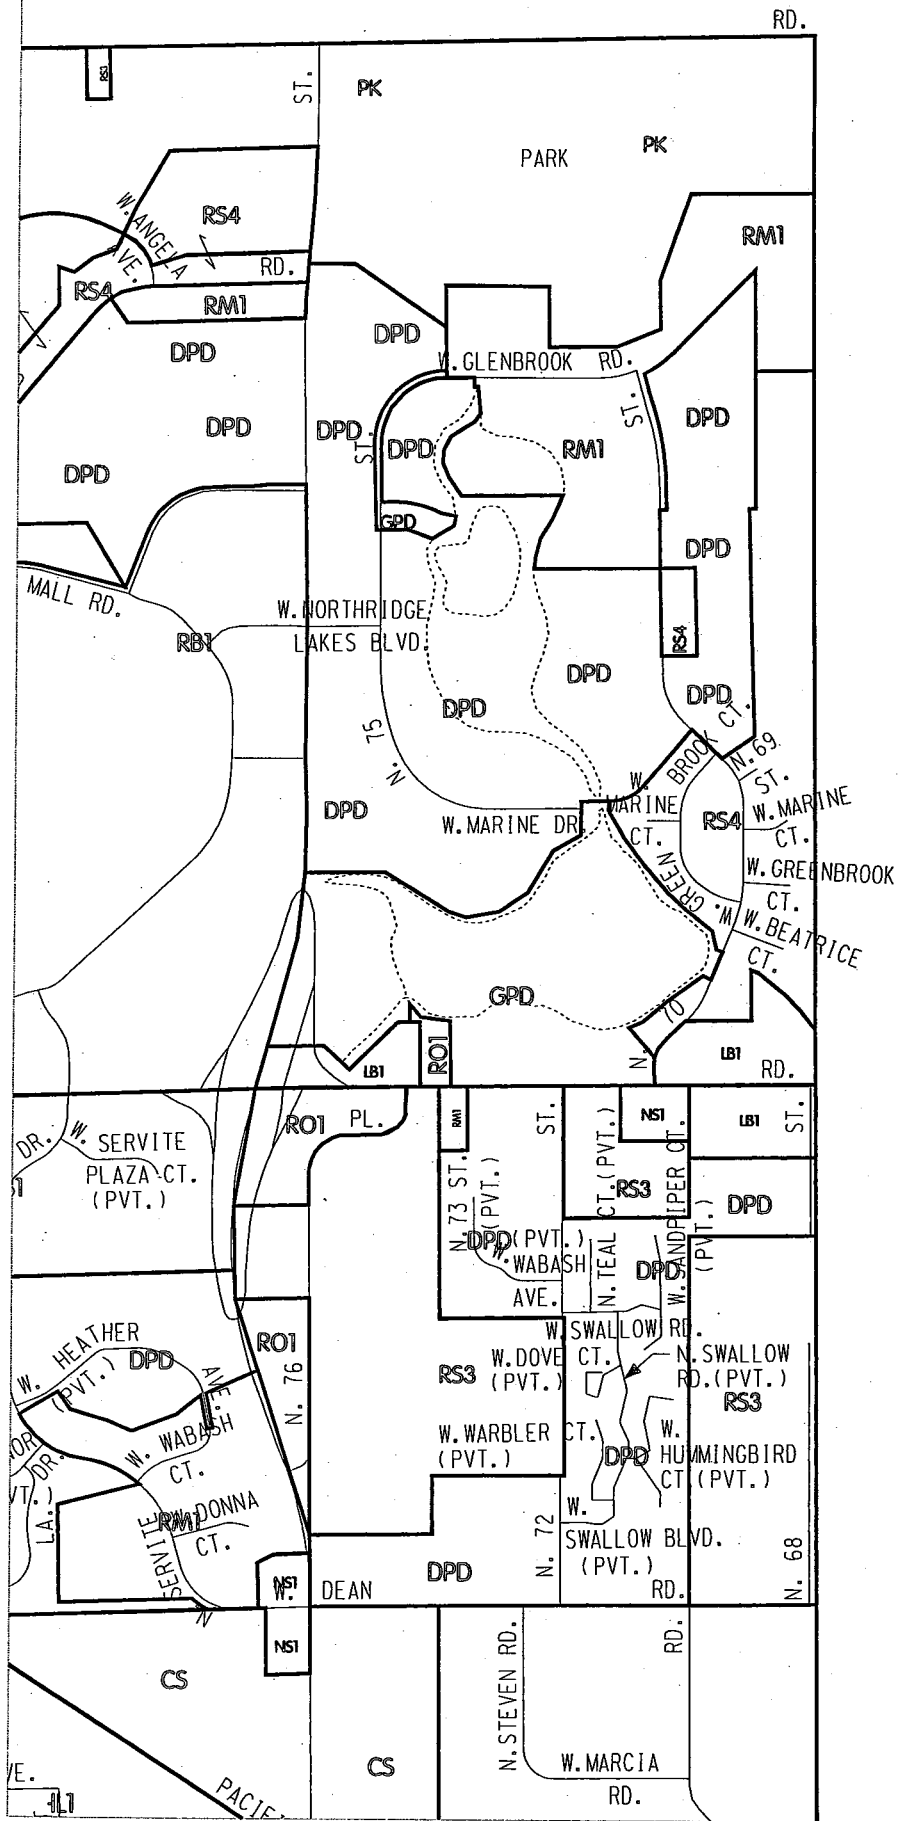 RD.
RS3
ST.
PK
PARK
PK
W. ANGELA
AVE.
RS4
RD.
RM1
RS4
RM1
DPD
DPD
W. GLENBROOK RD.
ST.
DPD
DPD
ST.
DPD
RM1
DPD
DPD
GPD
DPD
MALL RD.
W. NORTHRIDGE
LAKES BLVD.
RB1
RS4
DPD
DPD
DPD
N. 75
BROOK CT.
N. 69
ST.
DPD
W. MARINE DR.
W.
MARINE
CT.
RS4
W. MARINE
CT.
W. GREENBROOK
CT.
W. GREEN
W. BEATRICE
CT.
GPD
N. 70
LB1
RO1
LB1
RD.
RO1
PL.
RM1
ST.
CT. (PVT.)
NS1
LB1
ST.
DR.
W. SERVITE
PLAZA CT.
(PVT.)
N. 73 ST.
(PVT.)
RS3
W. SANDPIPER CT.
(PVT.)
DPD
DPD
(PVT.)
W. WABASH
AVE.
N. TEAL
DPD
W. HEATHER
(PVT.)
DPD
AVE.
RO1
N. 76
W. SWALLOW RD.
W. DOVE CT.
(PVT.)
N. SWALLOW
RD. (PVT.)
RS3
RS3
W. WABASH
CT.
DR.
W. WARBLER CT.
(PVT.)
DPD
W.
HUMMINGBIRD
CT. (PVT.)
LA.
SERVITE
RM1
W. DONNA
CT.
N. 72
W.
SWALLOW BLVD.
(PVT.)
N. 68
N
NS1
W. DEAN
DPD
RD.
NS1
CS
N. STEVEN RD.
RD.
CS
W. MARCIA
RD.
VE.
IL1